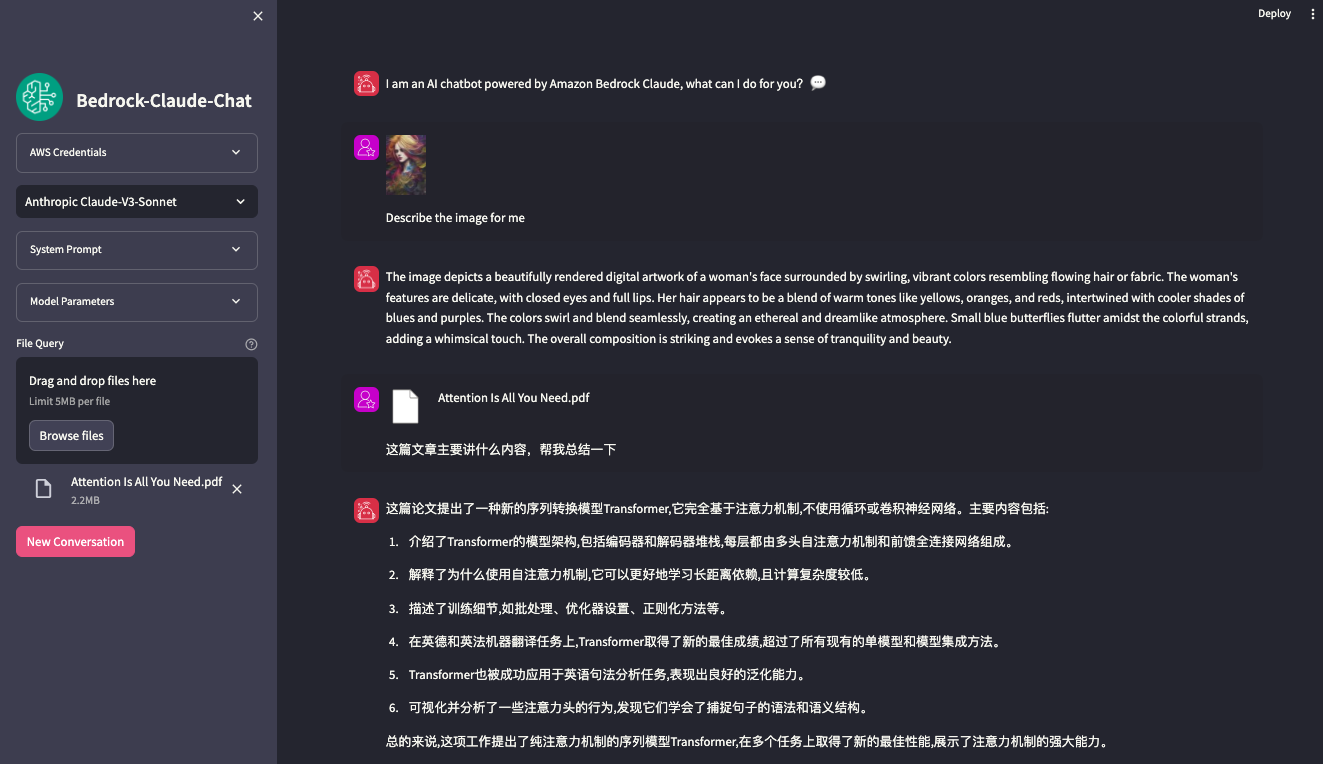 Deploy
Bedrock-Claude-Chat
AWS Credentials
Anthropic Claude-V3-Sonnet
System Prompt
Model Parameters
File Query
Drag and drop files here
Limit 5MB per file
Browse files
Attention Is All You Need.pdf
2.2MB
New Conversation
I am an AI chatbot powered by Amazon Bedrock Claude, what can I do for you? 💬
Describe the image for me
The image depicts a beautifully rendered digital artwork of a woman's face surrounded by swirling, vibrant colors resembling flowing hair or fabric. The woman's
features are delicate, with closed eyes and full lips. Her hair appears to be a blend of warm tones like yellows, oranges, and reds, intertwined with cooler shades of
blues and purples. The colors swirl and blend seamlessly, creating an ethereal and dreamlike atmosphere. Small blue butterflies flutter amidst the colorful strands,
adding a whimsical touch. The overall composition is striking and evokes a sense of tranquility and beauty.
Attention Is All You Need.pdf
这篇文章主要讲什么内容，帮我总结一下
这篇论文提出了一种新的序列转换模型Transformer,它完全基于注意力机制,不使用循环或卷积神经网络。主要内容包括:
1. 介绍了Transformer的模型架构,包括编码器和解码器堆栈,每层都由多头自注意力机制和前馈全连接网络组成。
2. 解释了为什么使用自注意力机制,它可以更好地学习长距离依赖,且计算复杂度较低。
3. 描述了训练细节,如批处理、优化器设置、正则化方法等。
4. 在英德和英法机器翻译任务上,Transformer取得了新的最佳成绩,超过了所有现有的单模型和模型集成方法。
5. Transformer也被成功应用于英语句法分析任务,表现出良好的泛化能力。
6. 可视化并分析了一些注意力头的行为,发现它们学会了捕捉句子的语法和语义结构。
总的来说,这项工作提出了纯注意力机制的序列模型Transformer,在多个任务上取得了新的最佳性能,展示了注意力机制的强大能力。